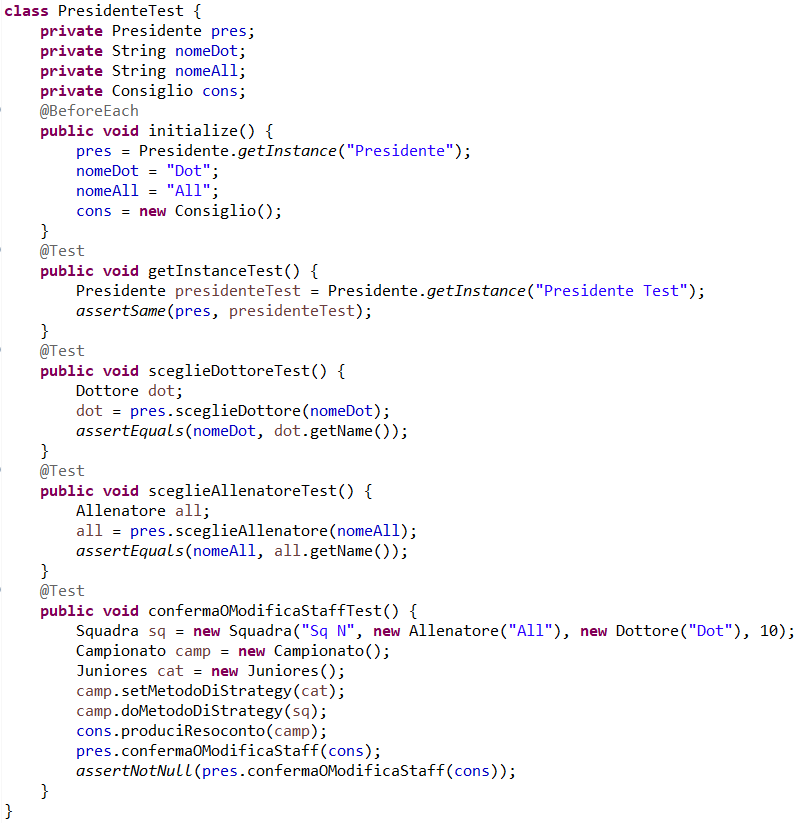 class PresidenteTest {
    private Presidente pres;
    private String nomeDot;
    private String nomeAll;
    private Consiglio cons;
    @BeforeEach
    public void initialize() {
        pres = Presidente.getInstance("Presidente");
        nomeDot = "Dot";
        nomeAll = "All";
        cons = new Consiglio();
    }
    @Test
    public void getInstanceTest() {
        Presidente presidenteTest = Presidente.getInstance("Presidente Test");
        assertSame(pres, presidenteTest);
    }
    @Test
    public void sceglieDottoreTest() {
        Dottore dot;
        dot = pres.sceglieDottore(nomeDot);
        assertEquals(nomeDot, dot.getName());
    }
    @Test
    public void sceglieAllenatoreTest() {
        Allenatore all;
        all = pres.sceglieAllenatore(nomeAll);
        assertEquals(nomeAll, all.getName());
    }
    @Test
    public void confermaOModificaStaffTest() {
        Squadra sq = new Squadra("Sq N", new Allenatore("All"), new Dottore("Dot"), 10);
        Campionato camp = new Campionato();
        Juniores cat = new Juniores();
        camp.setMetodoDiStrategy(cat);
        camp.doMetodoDiStrategy(sq);
        cons.produciResoconto(camp);
        pres.confermaOModificaStaff(cons);
        assertNotNull(pres.confermaOModificaStaff(cons));
    }
}